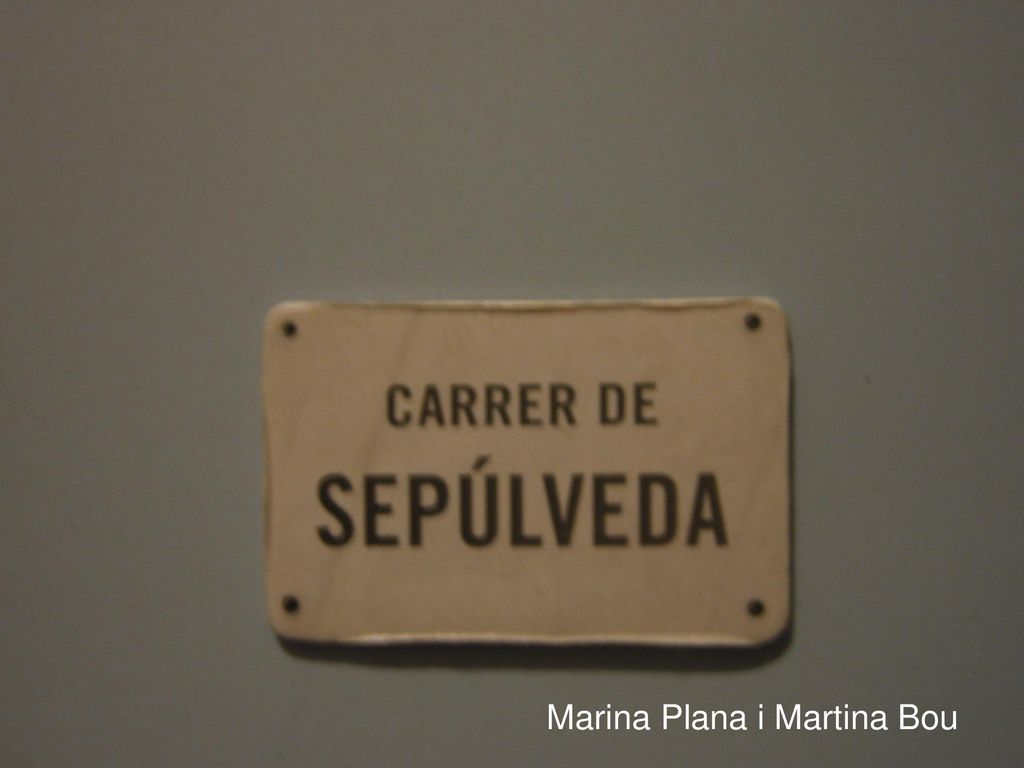 CARRER DE
SEPÚLVEDA
Marina Plana i Martina Bou